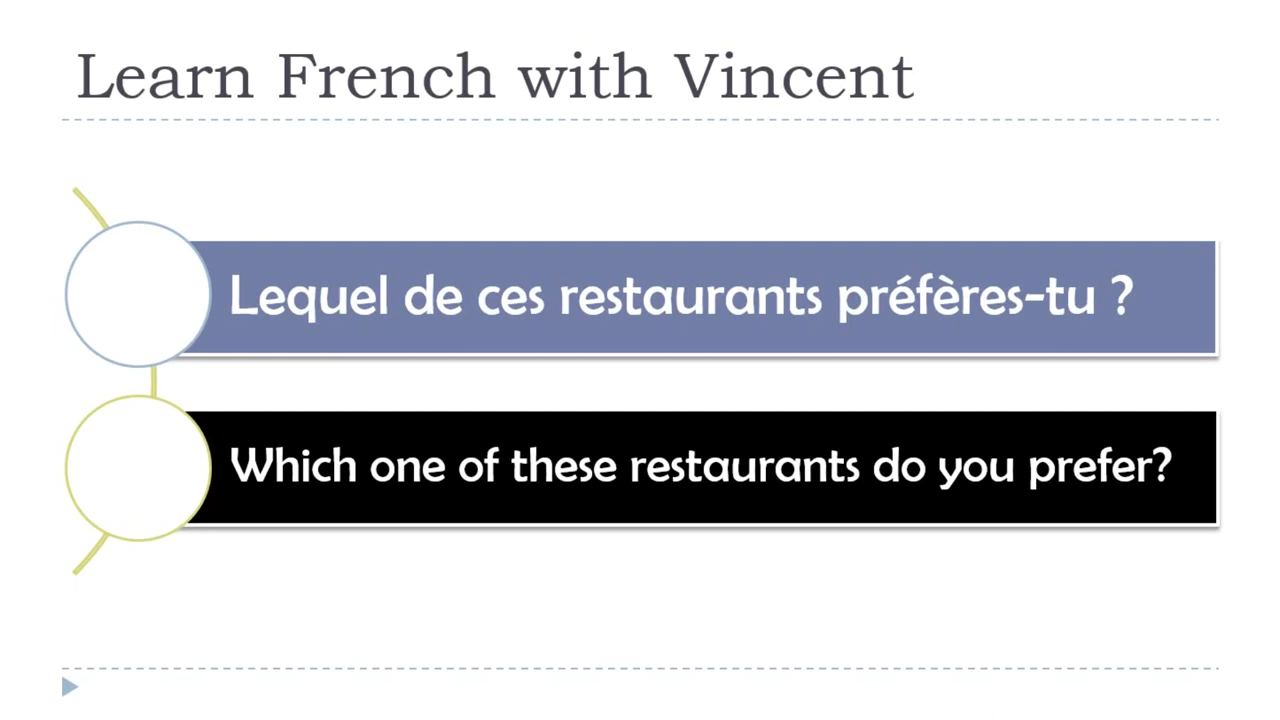 Learn French with Vincent
Lequel de ces restaurants préfères-tu ?
Which one of these restaurants do you prefer?